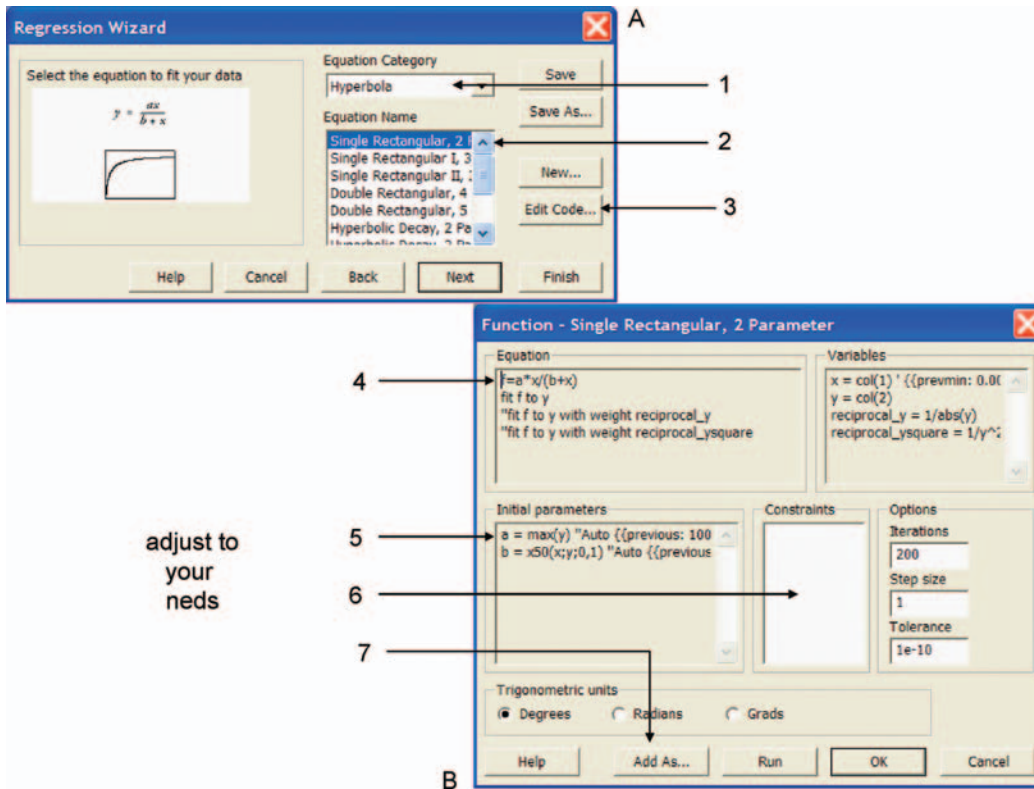 Regression Wizard
A
Select the equation to fit your data
y = ax / b + x
Equation Category
Hyperbola
Equation Name
Single Rectangular, 2 P
Single Rectangular I, 3
Single Rectangular II, 3
Double Rectangular, 4
Double Rectangular, 5
Hyperbolic Decay, 2 Pa
Hyperbolic Decay, 2 Pa
Save
Save As...
New...
Edit Code...
1
2
3
Help
Cancel
Back
Next
Finish
Function - Single Rectangular, 2 Parameter
Equation
f=a*x/(b+x)
fit f to y
"fit f to y with weight reciprocal_y
"fit f to y with weight reciprocal_ysquare
Variables
x = col(1) ' {{prevmin: 0.00
y = col(2)
reciprocal_y = 1/abs(y)
reciprocal_ysquare = 1/y^2
4
Initial parameters
a = max(y) "Auto {{previous: 100
b = x50(x;y;0,1) "Auto {{previous
Constraints
Options
Iterations
200
Step size
1
Tolerance
1e-10
5
6
7
adjust to
your
neds
Trigonometric units
Degrees
Radians
Grads
Help
Add As...
Run
OK
Cancel
B